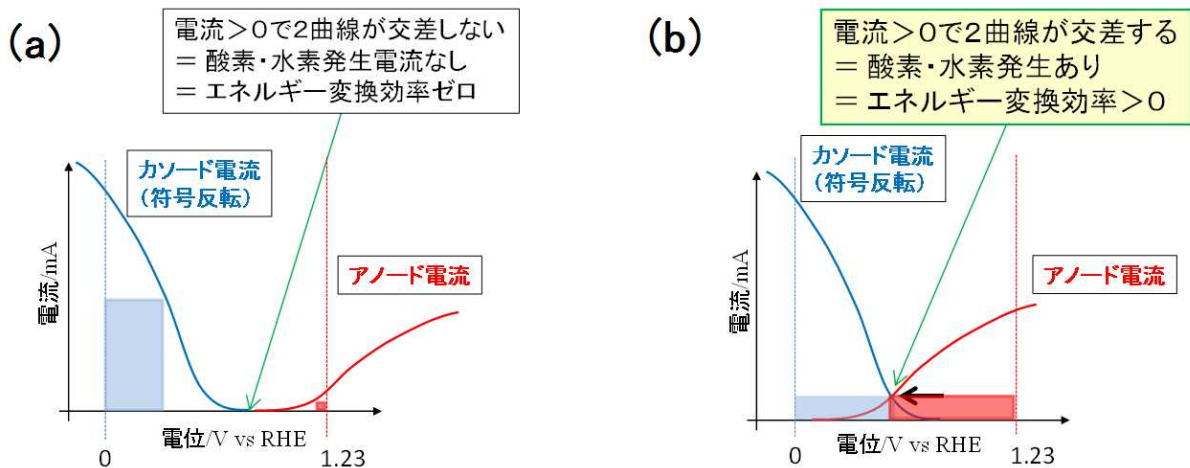 (a)
電流＞0で2曲線が交差しない
＝ 酸素・水素発生電流なし
＝ エネルギー変換効率ゼロ
カソード電流
(符号反転)
アノード電流
電流/mA
電位/V vs RHE
0
1.23
(b)
電流＞0で2曲線が交差する
＝ 酸素・水素発生あり
＝ エネルギー変換効率＞0
カソード電流
(符号反転)
アノード電流
電流/mA
電位/V vs RHE
0
1.23